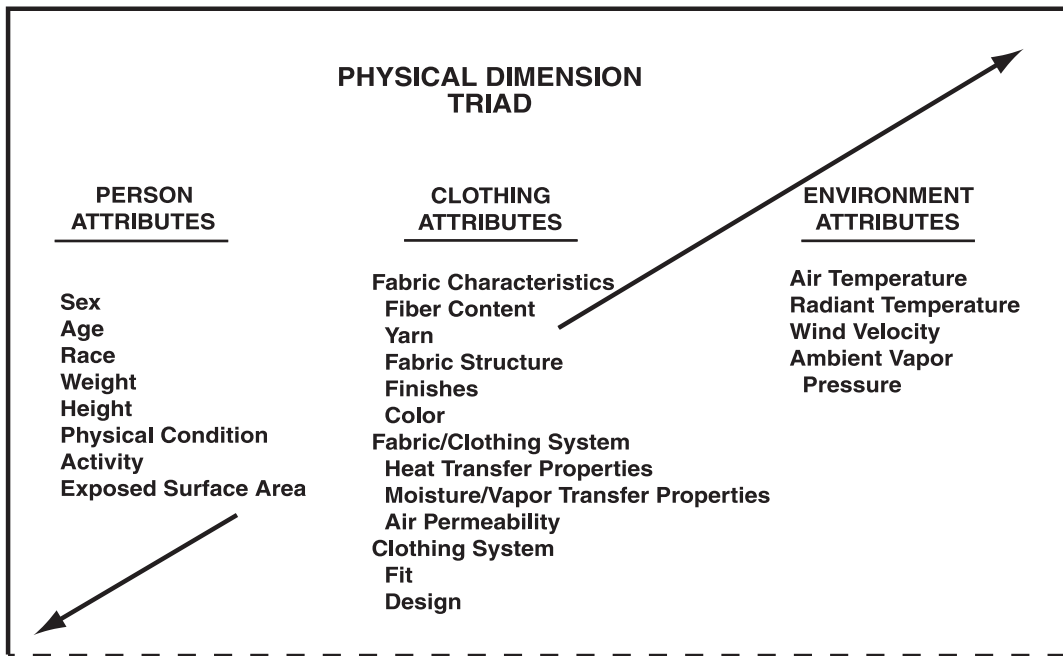 PHYSICAL DIMENSION
TRIAD
PERSON
ATTRIBUTES
Sex
Age
Race
Weight
Height
Physical Condition
Activity
Exposed Surface Area
CLOTHING
ATTRIBUTES
Fabric Characteristics
Fiber Content
Yarn
Fabric Structure
Finishes
Color
Fabric/Clothing System
Heat Transfer Properties
Moisture/Vapor Transfer Properties
Air Permeability
Clothing System
Fit
Design
ENVIRONMENT
ATTRIBUTES
Air Temperature
Radiant Temperature
Wind Velocity
Ambient Vapor
Pressure